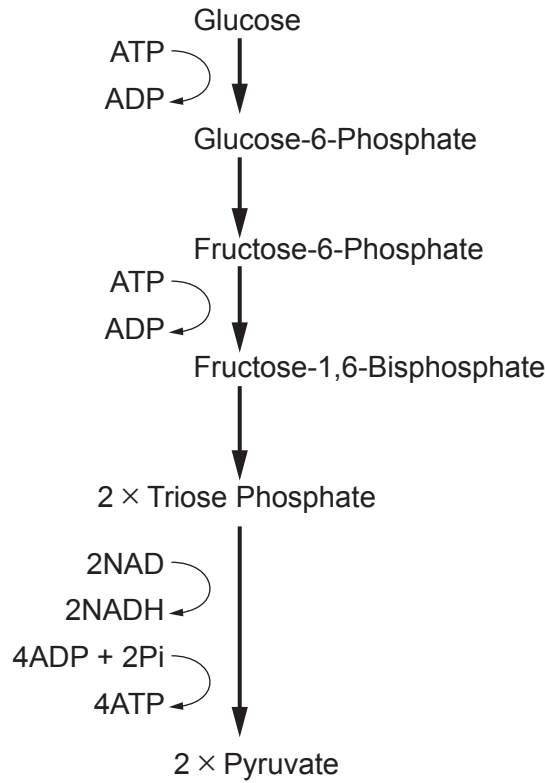 Glucose
ATP
ADP
Glucose-6-Phosphate
Fructose-6-Phosphate
ATP
ADP
Fructose-1,6-Bisphosphate
2 × Triose Phosphate
2NAD
2NADH
4ADP + 2Pi
4ATP
2 × Pyruvate